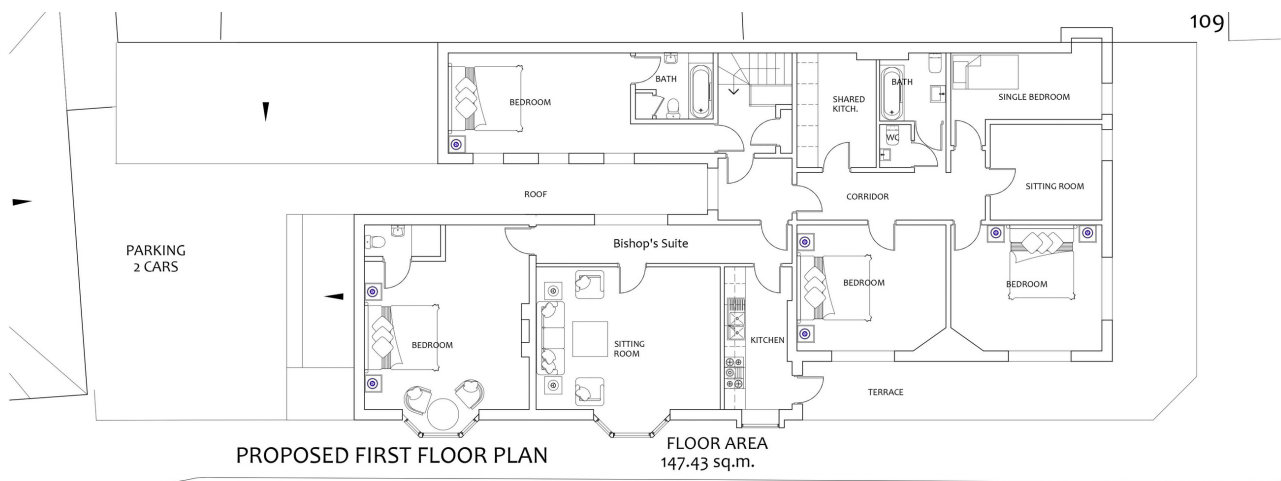 109
BATH
BATH
BEDROOM
SHARED
KITCH.
SINGLE BEDROOM
WC
SITTING ROOM
ROOF
CORRIDOR
PARKING
2 CARS
Bishop's Suite
BEDROOM
BEDROOM
BEDROOM
SITTING
ROOM
KITCHEN
TERRACE
PROPOSED FIRST FLOOR PLAN
FLOOR AREA
147.43 sq.m.